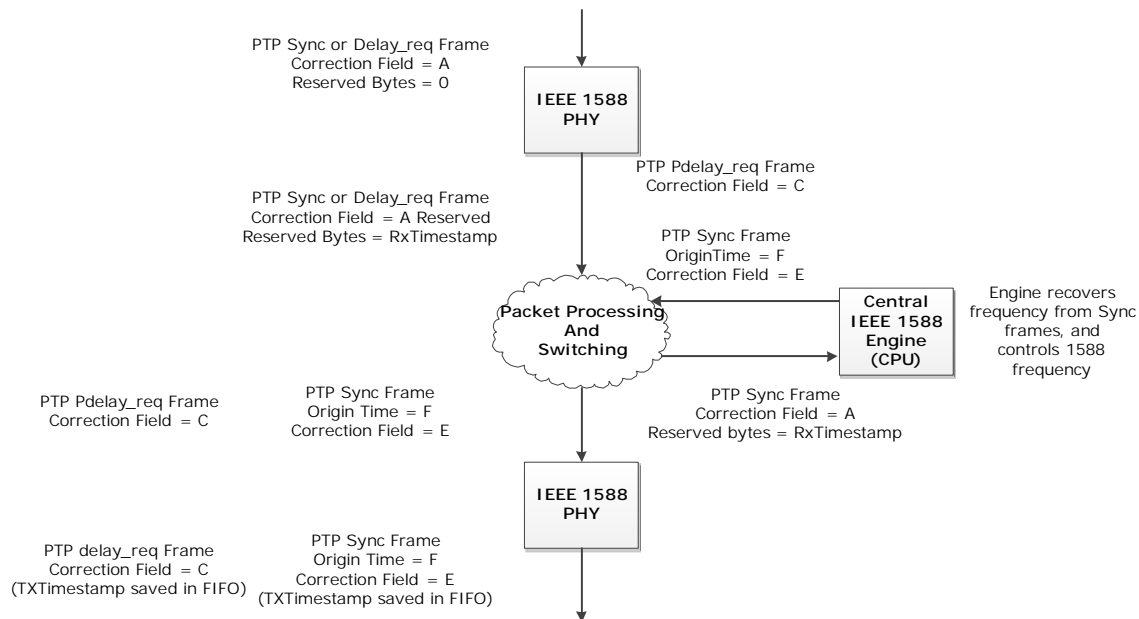 PTP Sync or Delay_req Frame
Correction Field = A
Reserved Bytes = 0
IEEE 1588
PHY
PTP Pdelay_req Frame
Correction Field = C
PTP Sync or Delay_req Frame
Correction Field = A Reserved
Reserved Bytes = RxTimestamp
PTP Sync Frame
OriginTime = F
Correction Field = E
Packet Processing
And
Switching
Central
IEEE 1588
Engine
(CPU)
Engine recovers
frequency from Sync
frames, and
controls 1588
frequency
PTP Pdelay_req Frame
Correction Field = C
PTP Sync Frame
Origin Time = F
Correction Field = E
PTP Sync Frame
Correction Field = A
Reserved bytes = RxTimestamp
IEEE 1588
PHY
PTP delay_req Frame
Correction Field = C
(TXTimestamp saved in FIFO)
PTP Sync Frame
Origin Time = F
Correction Field = E
(TXTimestamp saved in FIFO)